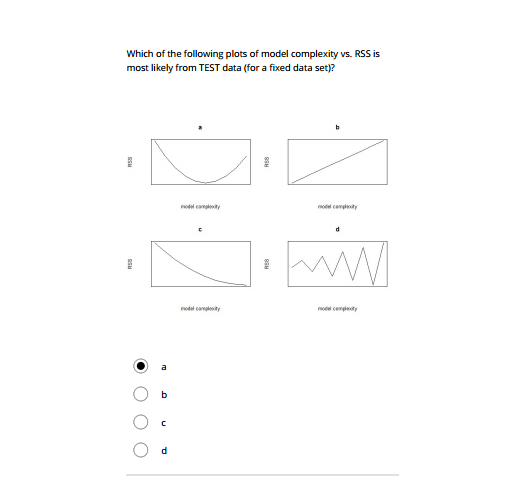 Which of the following plots of model complexity vs. RSS is
most likely from TEST data (for a fixed data set)?
a
b
RSS
RSS
model complexity
model complexity
c
d
RSS
RSS
model complexity
model complexity
a
b
c
d